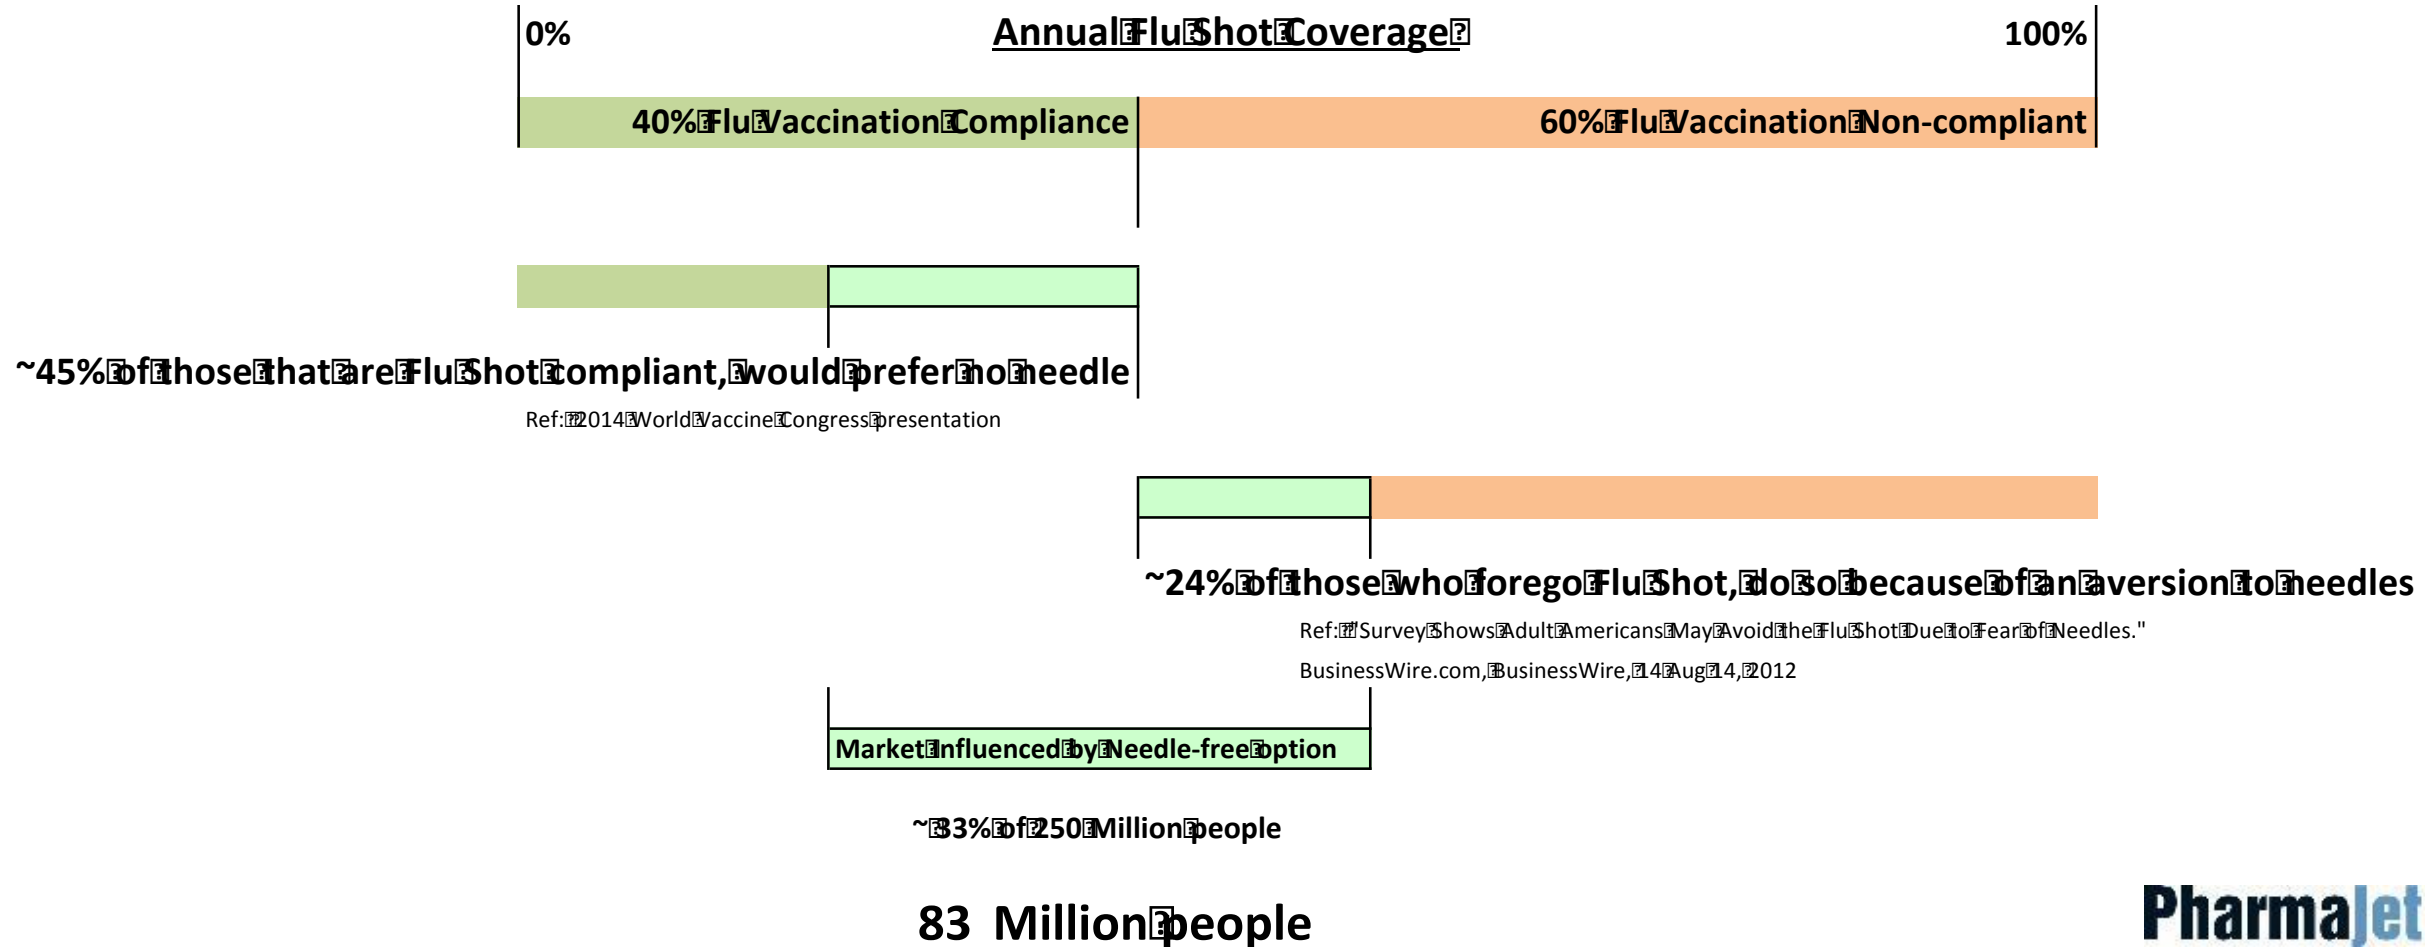 0%
Annual Flu Shot Coverage
100%
40% Flu Vaccination Compliance
60% Flu Vaccination Non-compliant
~45% of those that are Flu Shot compliant, would prefer no needle
Ref: 2014 World Vaccine Congress presentation
~24% of those who forego Flu Shot, do so because of an aversion to needles
Ref: "Survey Shows Adult Americans May Avoid the Flu Shot Due to Fear of Needles."
BusinessWire.com, BusinessWire, 14 Aug 14, 2012
Market Influenced by Needle-free option
~ 33% of 250 Million people
83 Million people
PharmaJet